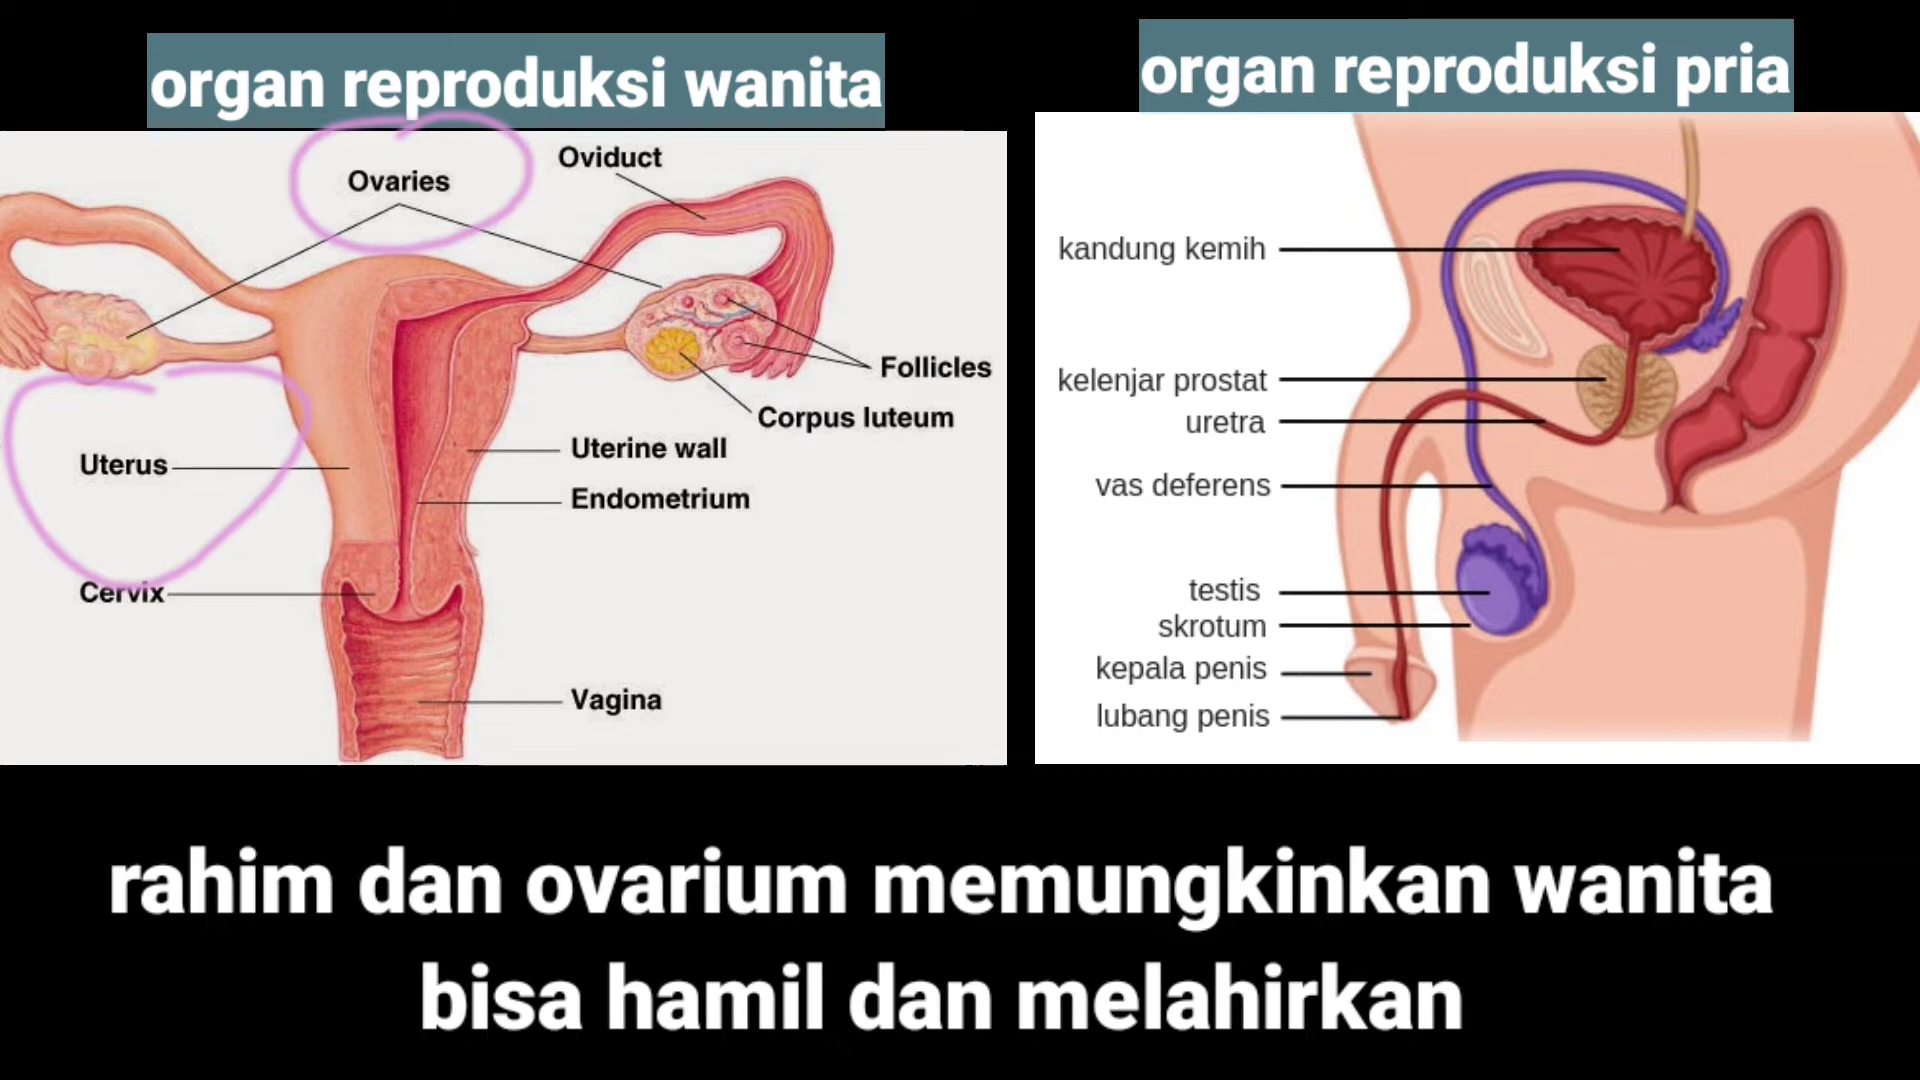 organ reproduksi wanita
Ovaries
Oviduct
Follicles
Corpus luteum
Uterus
Uterine wall
Endometrium
Cervix
Vagina
organ reproduksi pria
kandung kemih
kelenjar prostat
uretra
vas deferens
testis
skrotum
kepala penis
lubang penis
rahim dan ovarium memungkinkan wanita
bisa hamil dan melahirkan